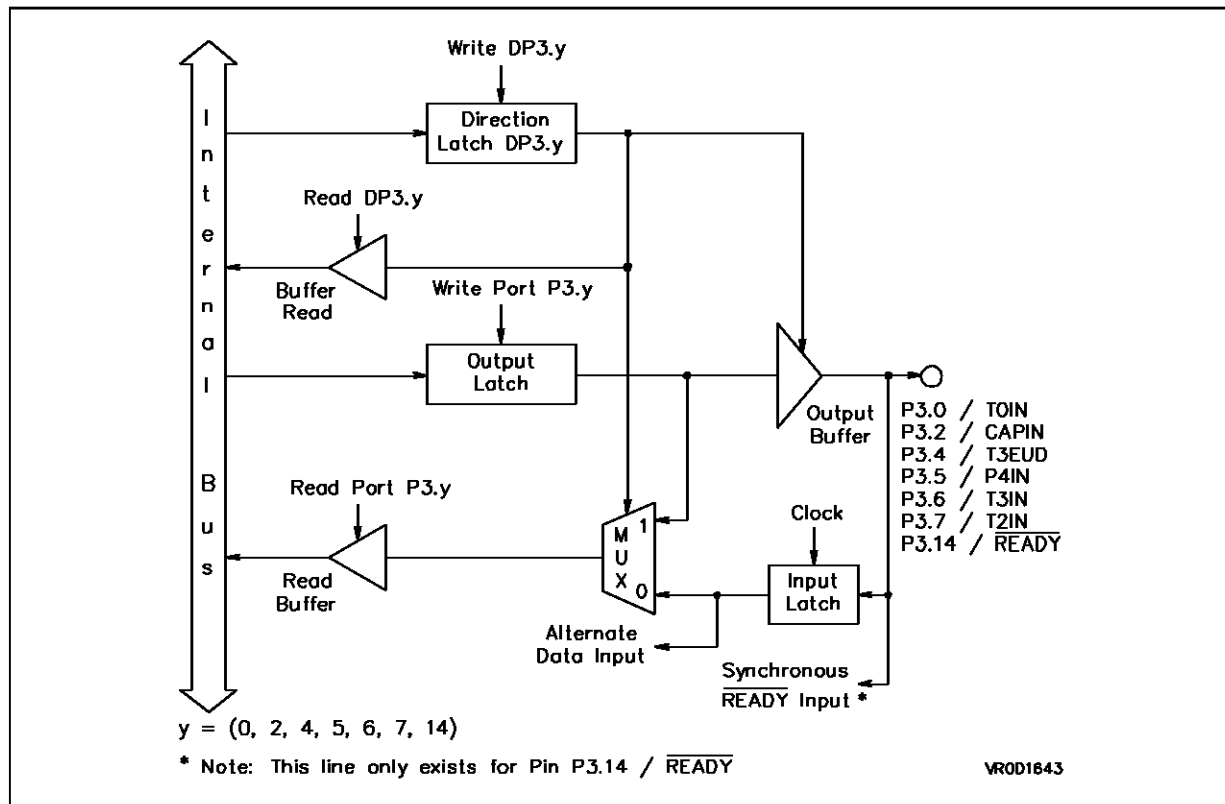 Write DP3.y
Direction
Latch DP3.y
Internal Bus
Read DP3.y
Buffer
Read
Write Port P3.y
Output
Latch
Output
Buffer
P3.0 / T0IN
P3.2 / CAPIN
P3.4 / T3EUD
P3.5 / P4IN
P3.6 / T3IN
P3.7 / T2IN
P3.14 / READY
Read Port P3.y
Read
Buffer
MUX
1
0
Clock
Input
Latch
Alternate
Data Input
Synchronous
READY Input *
y = (0, 2, 4, 5, 6, 7, 14)
* Note: This line only exists for Pin P3.14 / READY
VR0D1643